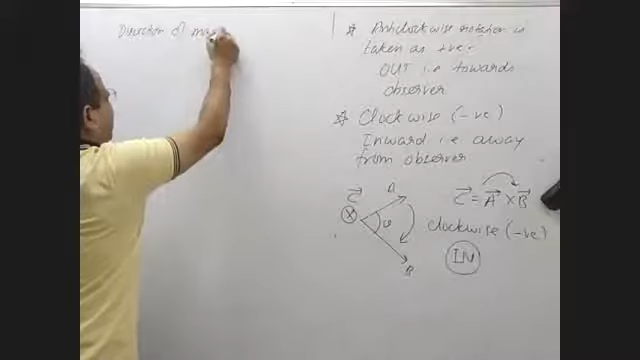 Direction of ma
* Anticlockwise rotation is
taken as +ve.
OUT i.e towards
observer
* Clockwise (-ve)
Inward i.e away
from observer
C⃗ = A⃗ × B⃗
clockwise (-ve)
IN
C⃗
A
B